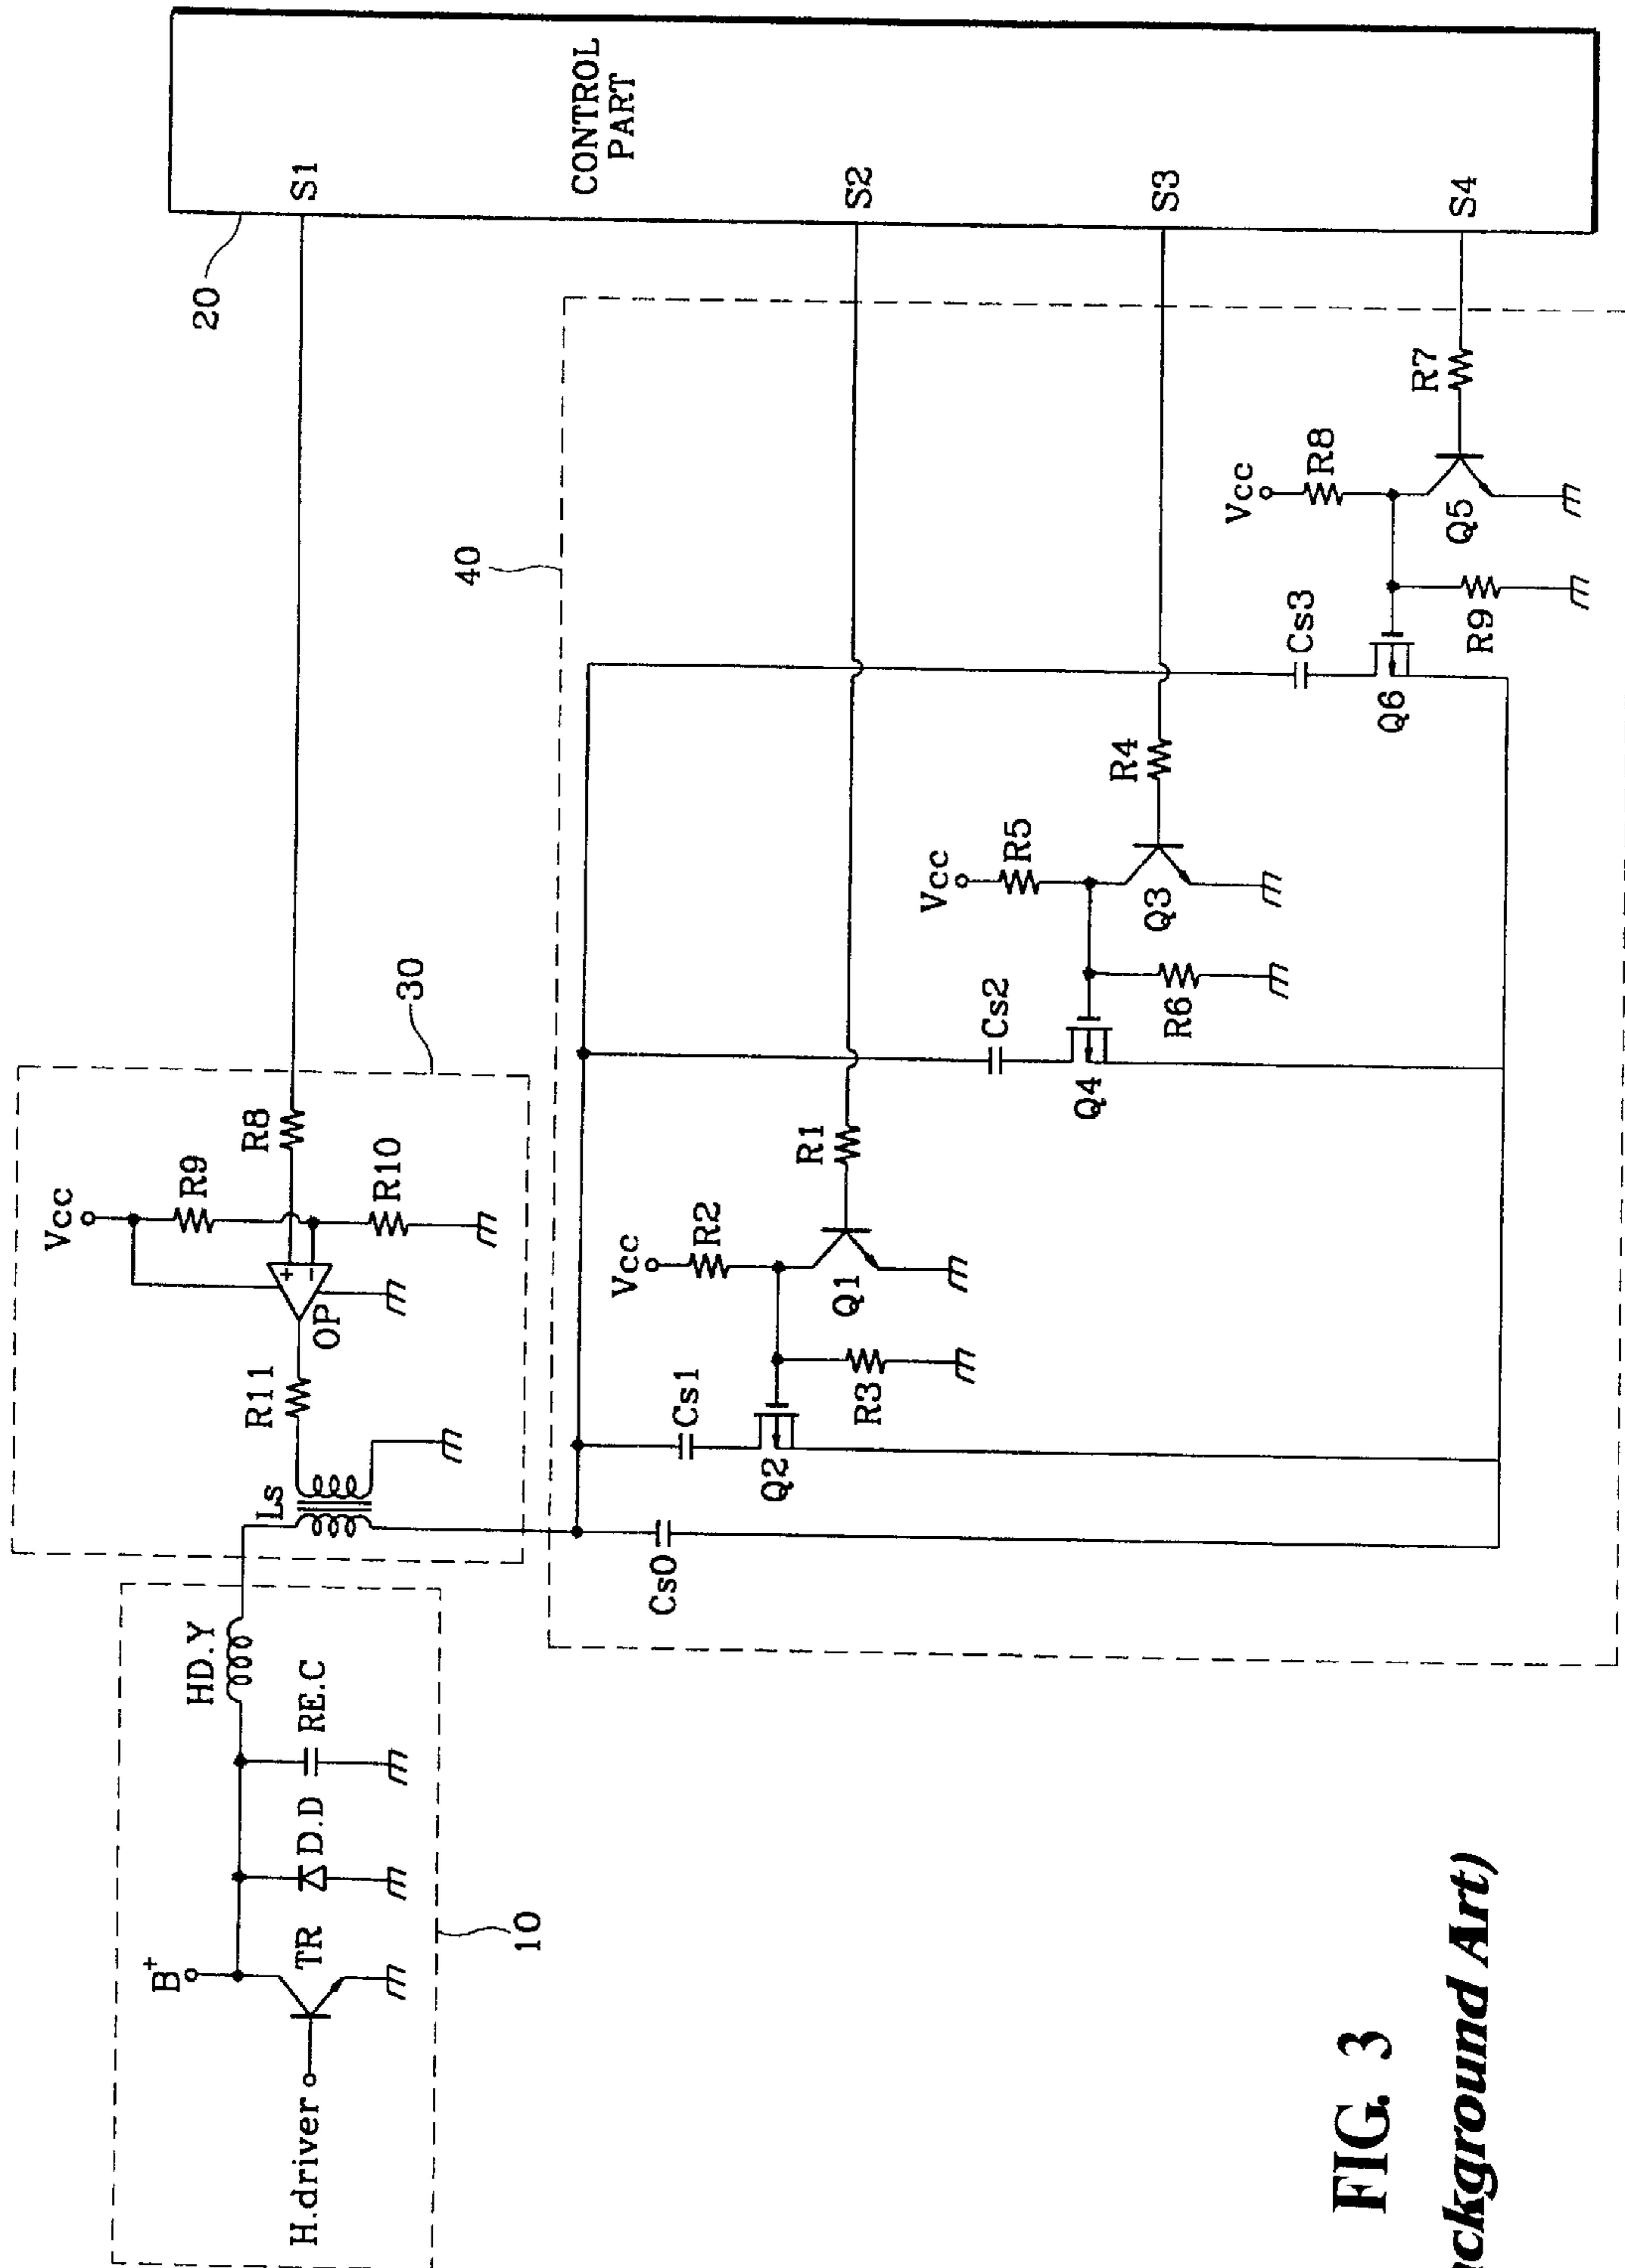 H.driver
B+
TR
D.D
RE.C
HD.Y
10
Ls
R11
OP
+
-
Vcc
R9
R8
R10
30
S1
20
CONTROL
PART
S2
S3
S4
40
Cs0
Cs1
Q2
R3
Vcc
R2
Q1
R1
Cs2
Q4
R6
Vcc
R5
Q3
R4
Cs3
Q6
R9
Vcc
R8
Q5
R7
FIG. 3
ackground Art)